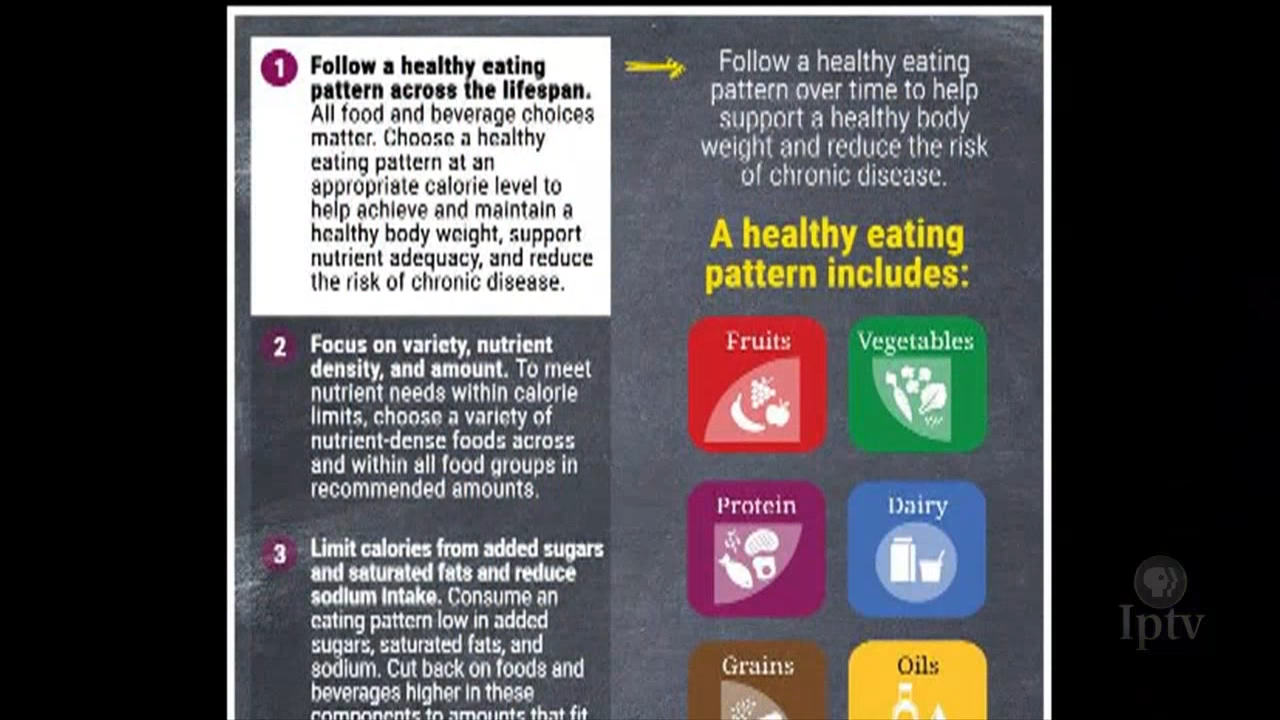 1
Follow a healthy eating
pattern across the lifespan.
All food and beverage choices
matter. Choose a healthy
eating pattern at an
appropriate calorie level to
help achieve and maintain a
healthy body weight, support
nutrient adequacy, and reduce
the risk of chronic disease.
2
Focus on variety, nutrient
density, and amount. To meet
nutrient needs within calorie
limits, choose a variety of
nutrient-dense foods across
and within all food groups in
recommended amounts.
3
Limit calories from added sugars
and saturated fats and reduce
sodium intake. Consume an
eating pattern low in added
sugars, saturated fats, and
sodium. Cut back on foods and
beverages higher in these
components to amounts that fit
Follow a healthy eating
pattern over time to help
support a healthy body
weight and reduce the risk
of chronic disease.
A healthy eating
pattern includes:
Fruits
Vegetables
Protein
Dairy
Grains
Oils
Iptv